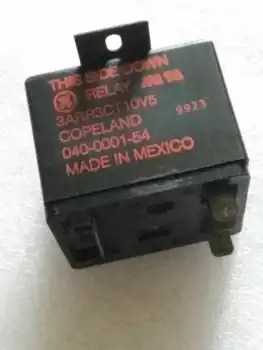 THIS SIDE DOWN
RELAY
3ARR3CT10V5
9923
COPELAND
040-0001-54
MADE IN MEXICO